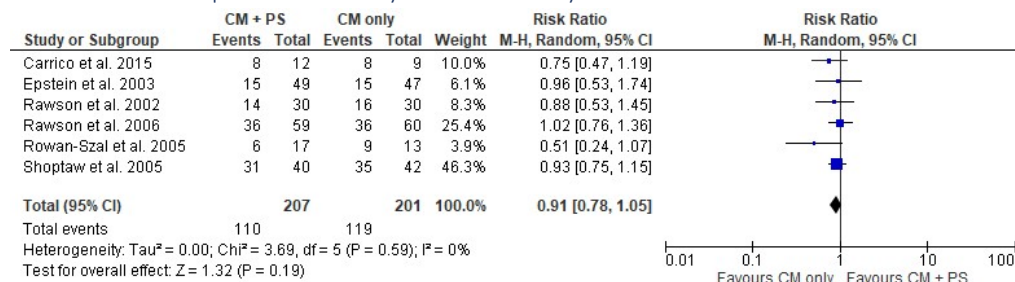 CM + PS CM only Risk Ratio Risk Ratio
Study or Subgroup Events Total Events Total Weight M-H, Random, 95% CI M-H, Random, 95% CI
Carrico et al. 2015 8 12 8 9 10.0% 0.75 [0.47, 1.19]
Epstein et al. 2003 15 49 15 47 6.1% 0.96 [0.53, 1.74]
Rawson et al. 2002 14 30 16 30 8.3% 0.88 [0.53, 1.45]
Rawson et al. 2006 36 59 36 60 25.4% 1.02 [0.76, 1.36]
Rowan-Szal et al. 2005 6 17 9 13 3.9% 0.51 [0.24, 1.07]
Shoptaw et al. 2005 31 40 35 42 46.3% 0.93 [0.75, 1.15]
Total (95% CI) 207 201 100.0% 0.91 [0.78, 1.05]
Total events 110 119
Heterogeneity: Tau² = 0.00; Chi² = 3.69, df = 5 (P = 0.59); I² = 0%
Test for overall effect: Z = 1.32 (P = 0.19)
0.01 0.1 1 10 100
Favours CM only Favours CM + PS